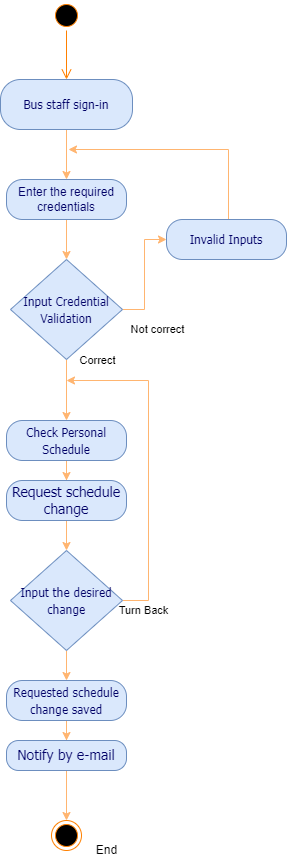 Bus staff sign-in
Enter the required
credentials
Invalid Inputs
Input Credential
Validation
Not correct
Correct
Check Personal
Schedule
Request schedule
change
Input the desired
change
Turn Back
Requested schedule
change saved
Notify by e-mail
End